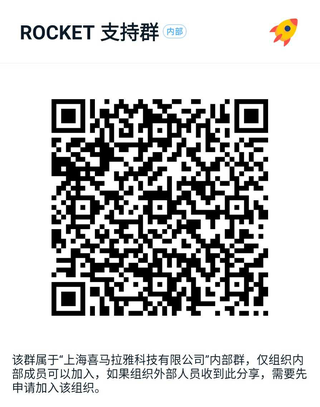 ROCKET 支持群 内部
该群属于“上海喜马拉雅科技有限公司”内部群，仅组织内
部成员可以加入，如果组织外部人员收到此分享，需要先
申请加入该组织。